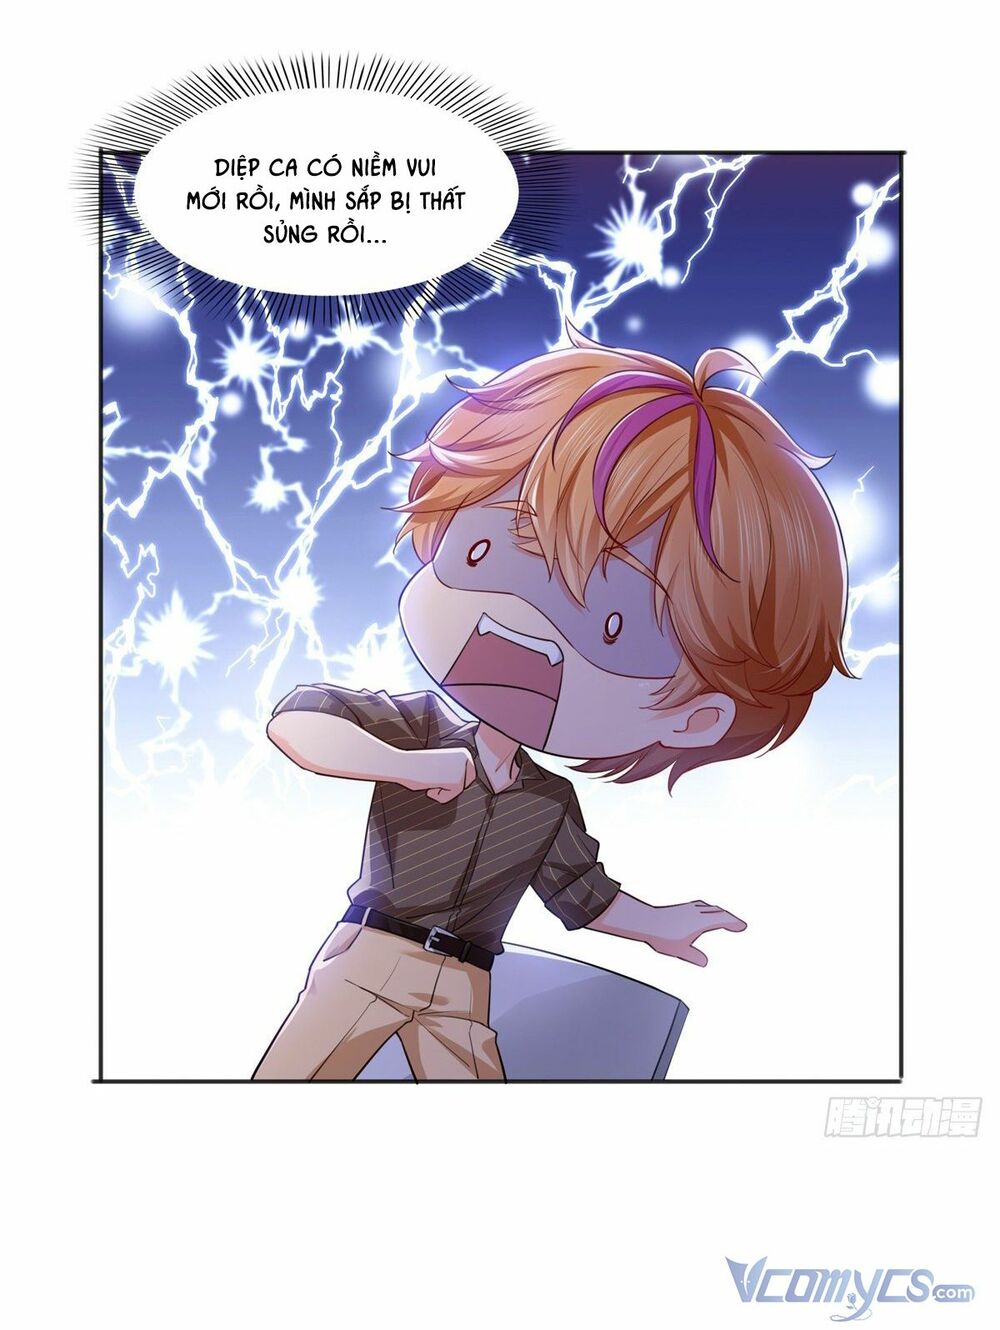 DIỆP CA CÓ NIỀM VUI
MỚI RỒI, MÌNH SẮP BỊ THẤT
SỦNG RỒI...
腾讯动漫
VCOMYCS.com